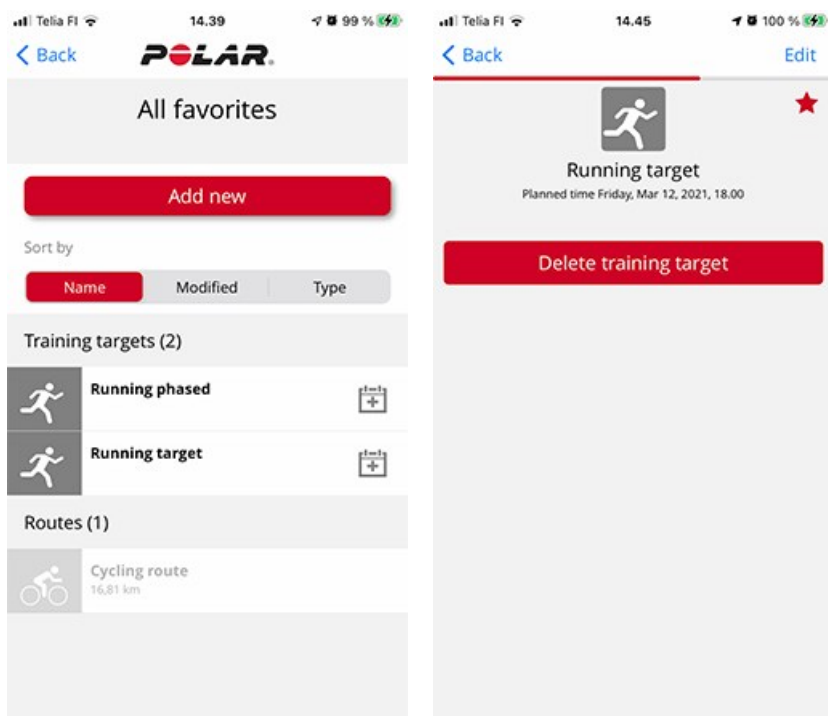 Telia FI 14.39 99 %
Back POLAR.
All favorites
Add new
Sort by
Name Modified Type
Training targets (2)
Running phased
Running target
Routes (1)
Cycling route
16,81 km
Telia FI 14.45 100 %
Back Edit
Running target
Planned time Friday, Mar 12, 2021, 18.00
Delete training target